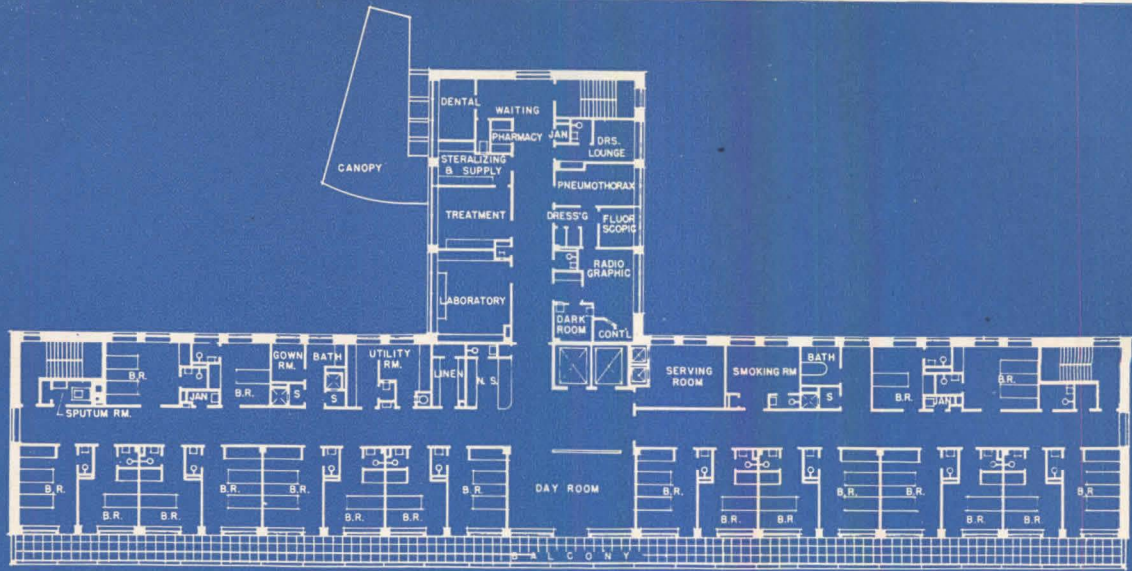 DENTAL
WAITING
PHARMACY
JAN
DRS.
LOUNGE
CANOPY
STERALIZING
& SUPPLY
PNEUMOTHORAX
TREATMENT
DRESS'G
FLUOR
SCOPIC
RADIO
GRAPHIC
LABORATORY
DARK
ROOM
CONT'L
B.R.
JAN
B.R.
GOWN
RM.
S
BATH
S
UTILITY
RM.
LINEN
N. S.
SERVING
ROOM
SMOKING RM
BATH
S
B.R.
JAN
B.R.
SPUTUM RM.
B.R.
B.R.
B.R.
B.R.
B.R.
B.R.
B.R.
B.R.
DAY ROOM
B.R.
B.R.
B.R.
B.R.
B.R.
B.R.
B.R.
B.R
BALCONY